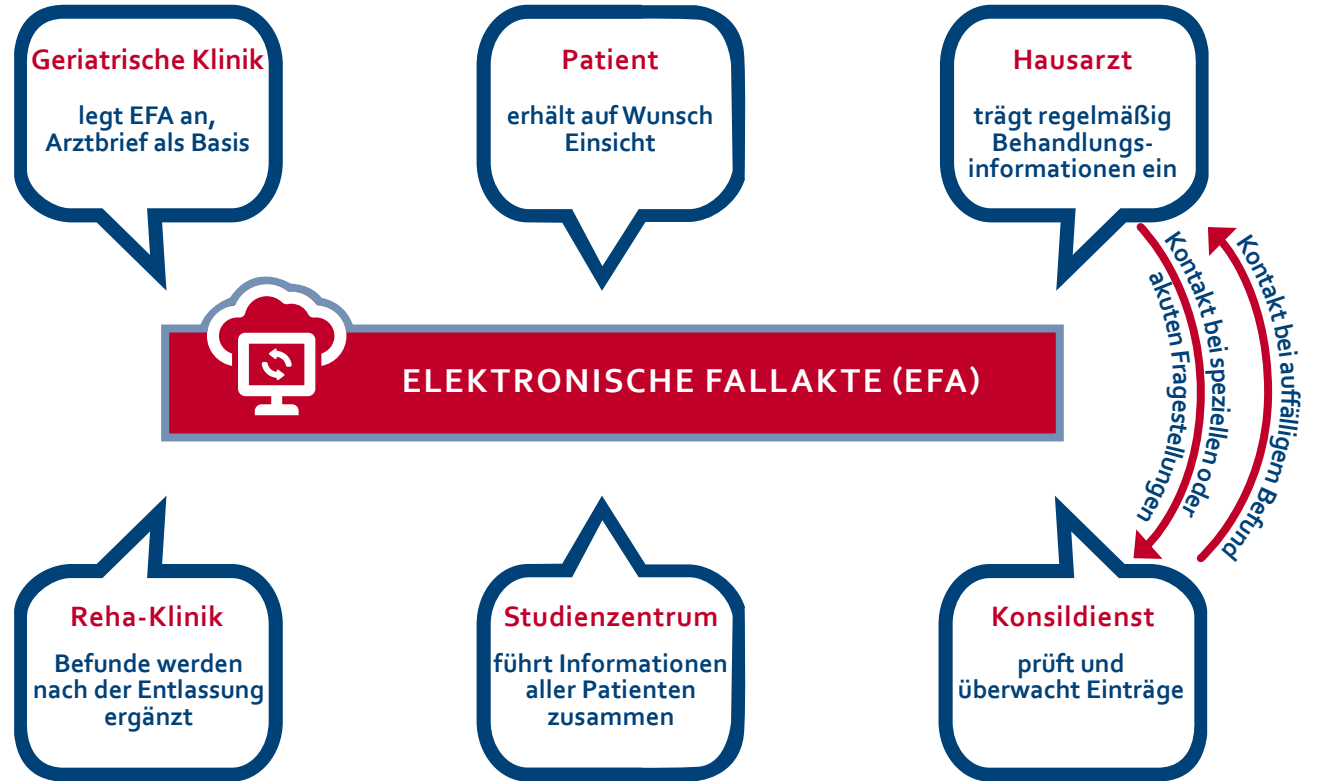 Geriatrische Klinik
legt EFA an,
Arztbrief als Basis
Patient
erhält auf Wunsch
Einsicht
Hausarzt
trägt regelmäßig
Behandlungs-
informationen ein
Kontakt bei speziellen oder
akuten Fragestellungen
Kontakt bei auffälligem Befund
ELEKTRONISCHE FALLAKTE (EFA)
Reha-Klinik
Befunde werden
nach der Entlassung
ergänzt
Studienzentrum
führt Informationen
aller Patienten
zusammen
Konsildienst
prüft und
überwacht Einträge